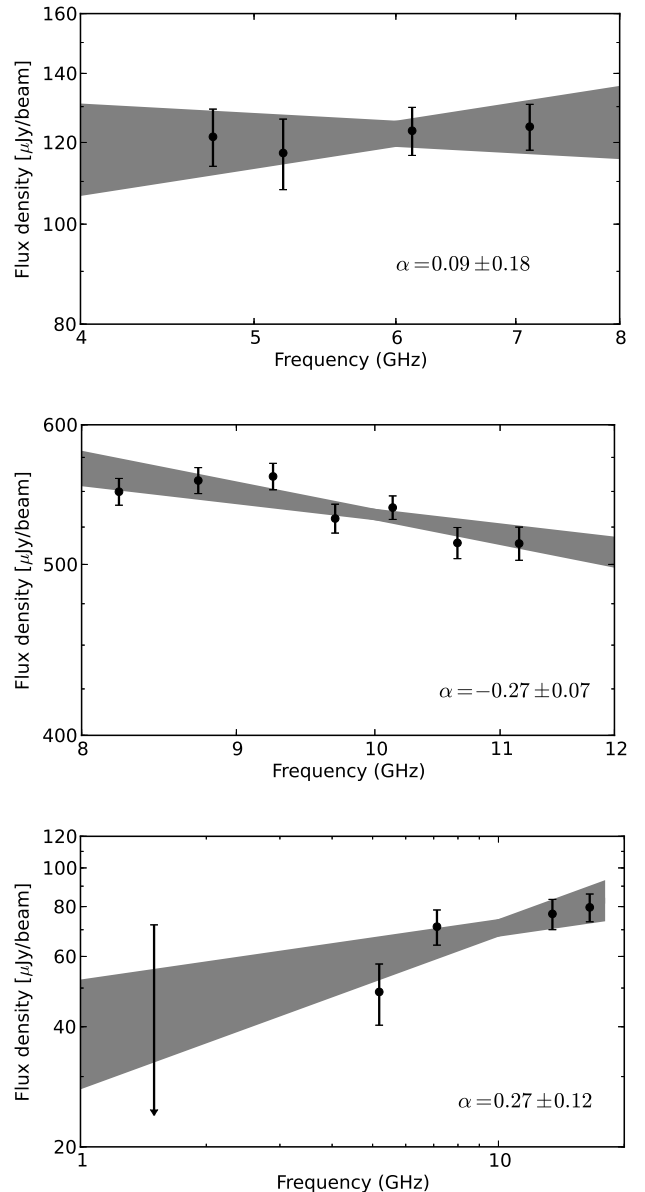 160
140
120
100
80
Flux density [μJy/beam]
α=0.09±0.18
4 5 6 7 8
Frequency (GHz)
600
500
400
Flux density [μJy/beam]
α=−0.27±0.07
8 9 10 11 12
Frequency (GHz)
120
100
80
60
40
20
Flux density [μJy/beam]
α=0.27±0.12
1 10
Frequency (GHz)